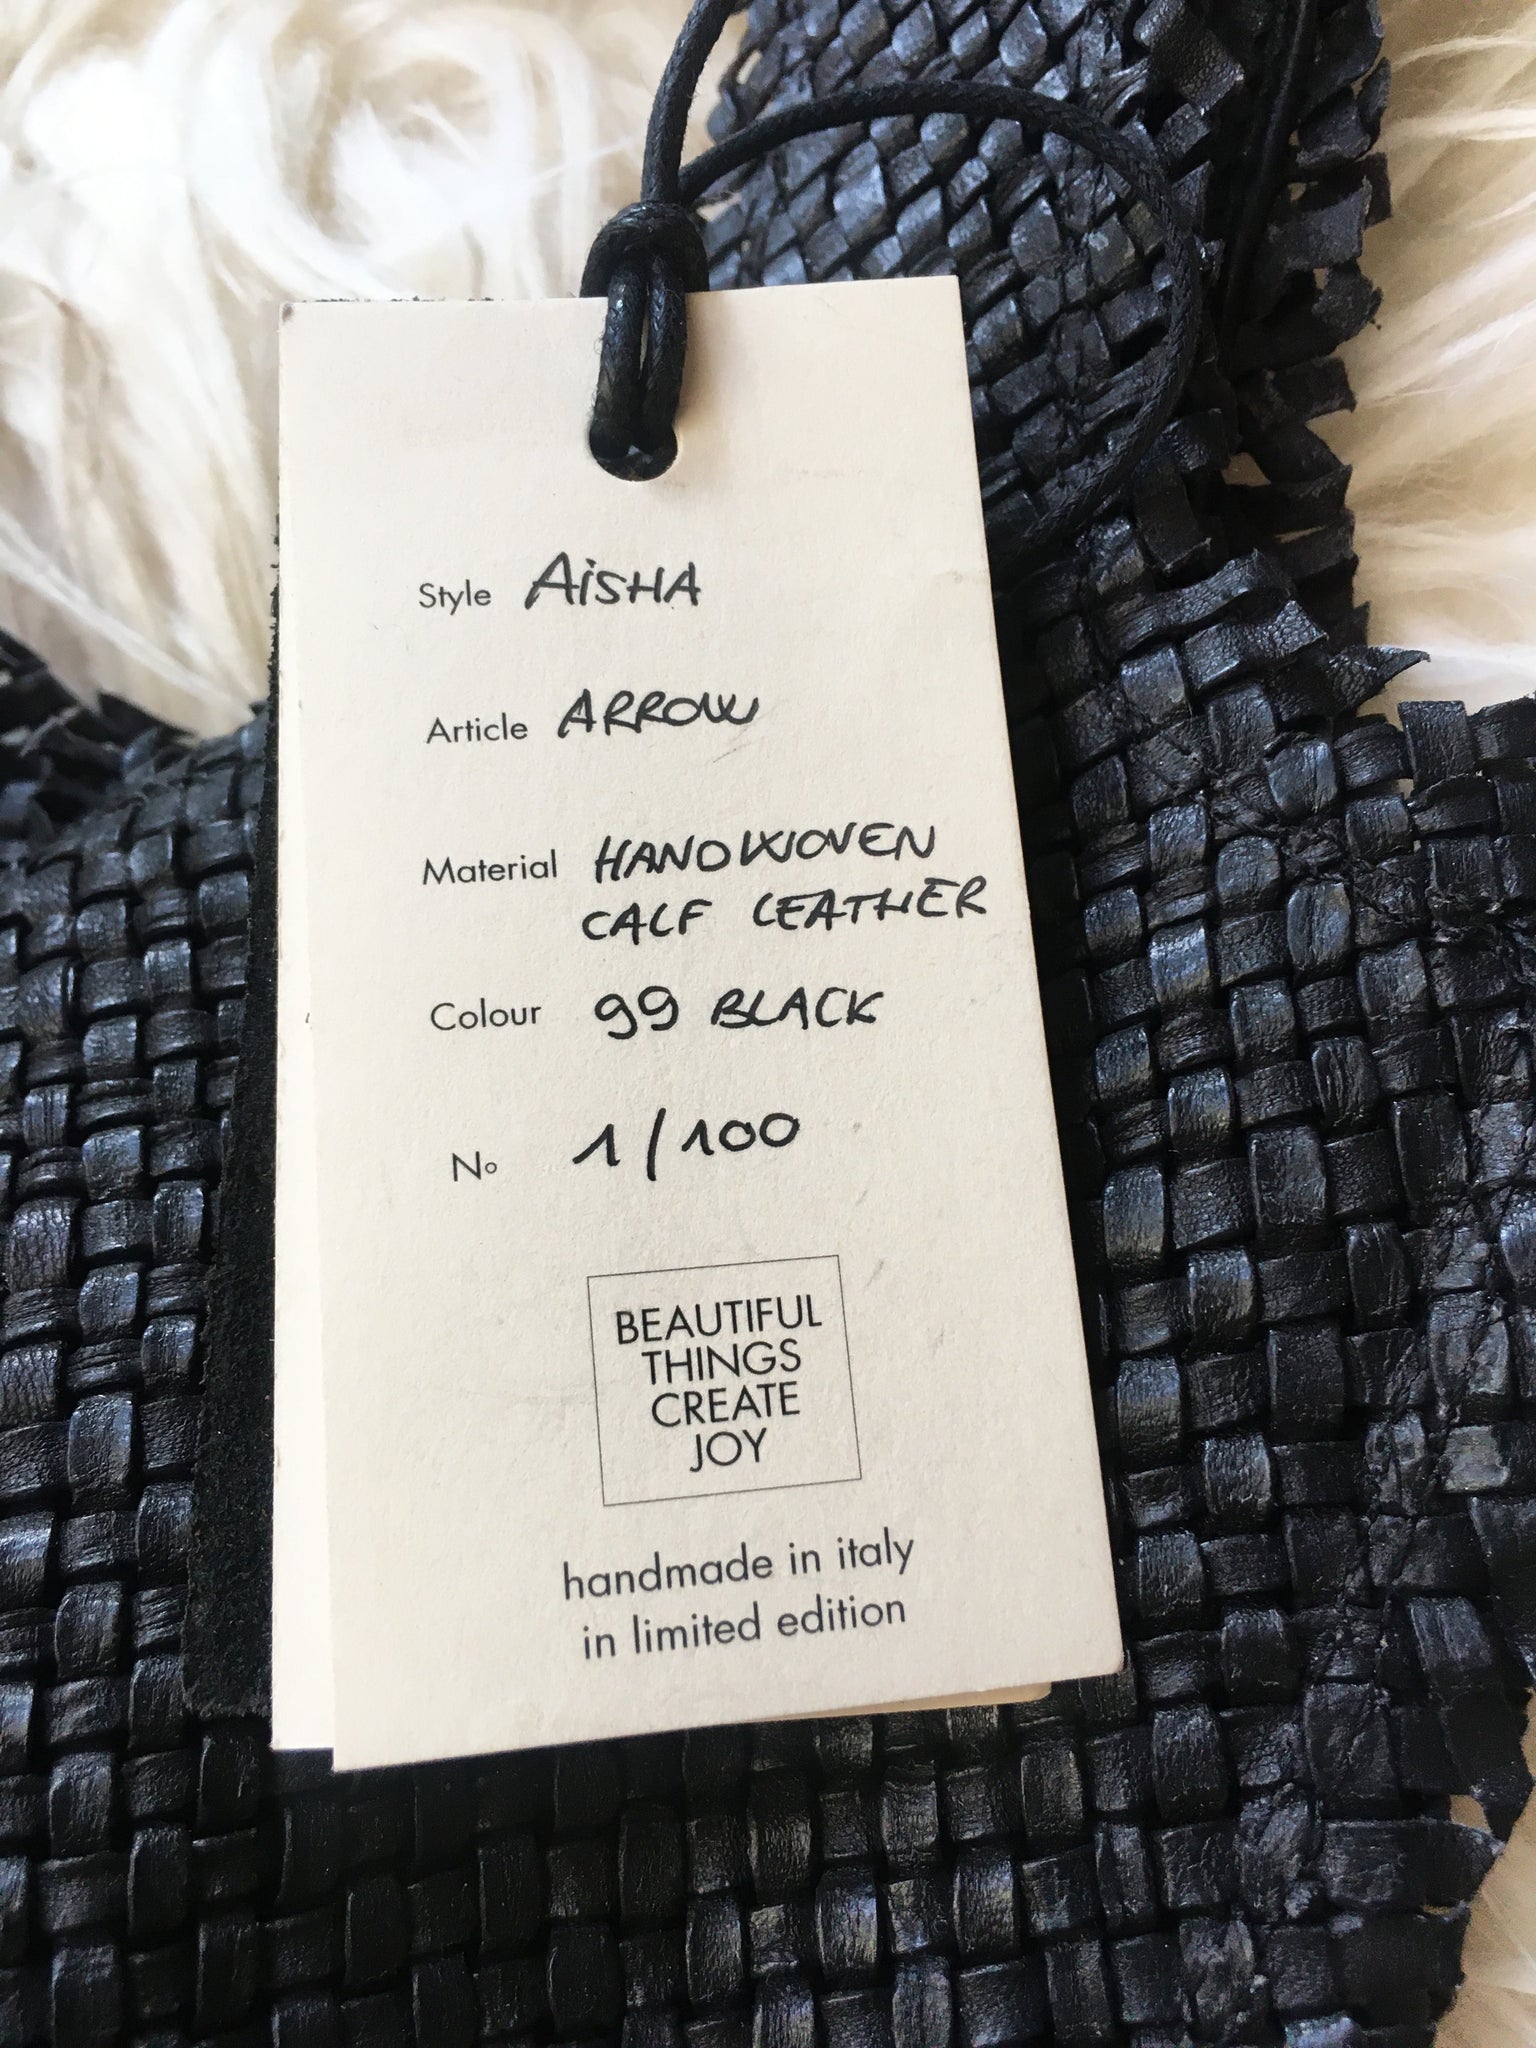 Style AiSHA
Article ARROW
Material HANDWOVEN
CALF LEATHER
Colour 99 BLACK
No 1/100
BEAUTIFUL
THINGS
CREATE
JOY
handmade in italy
in limited edition